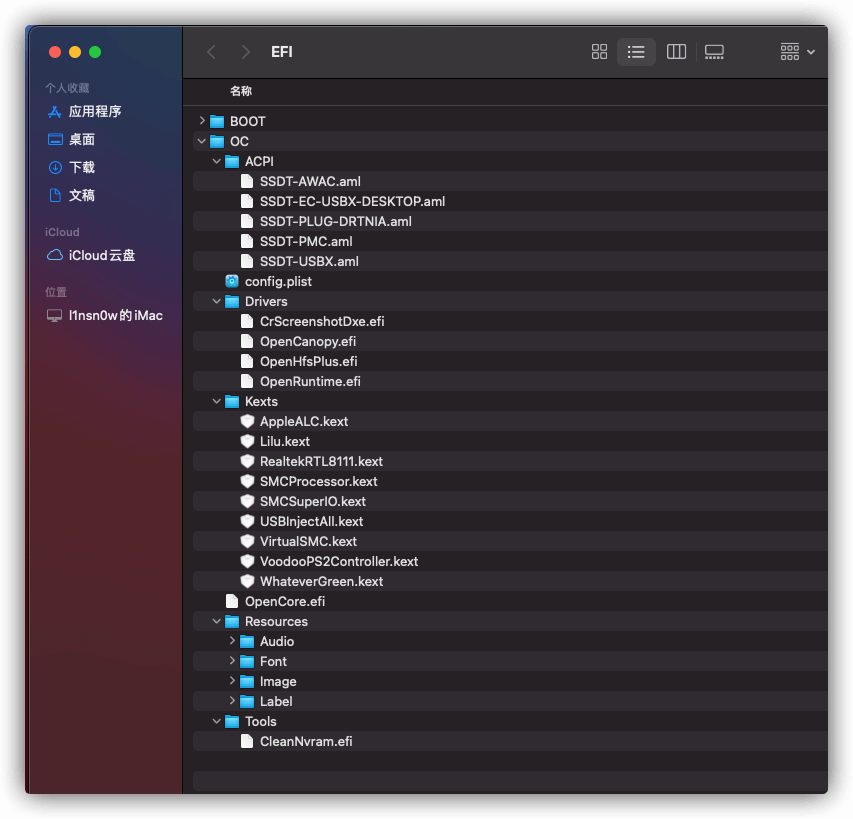 EFI
个人收藏
应用程序
桌面
下载
文稿
iCloud
iCloud云盘
位置
l1nsn0w的iMac
名称
BOOT
OC
ACPI
SSDT-AWAC.aml
SSDT-EC-USBX-DESKTOP.aml
SSDT-PLUG-DRTNIA.aml
SSDT-PMC.aml
SSDT-USBX.aml
config.plist
Drivers
CrScreenshotDxe.efi
OpenCanopy.efi
OpenHfsPlus.efi
OpenRuntime.efi
Kexts
AppleALC.kext
Lilu.kext
RealtekRTL8111.kext
SMCProcessor.kext
SMCSuperIO.kext
USBInjectAll.kext
VirtualSMC.kext
VoodooPS2Controller.kext
WhateverGreen.kext
OpenCore.efi
Resources
Audio
Font
Image
Label
Tools
CleanNvram.efi